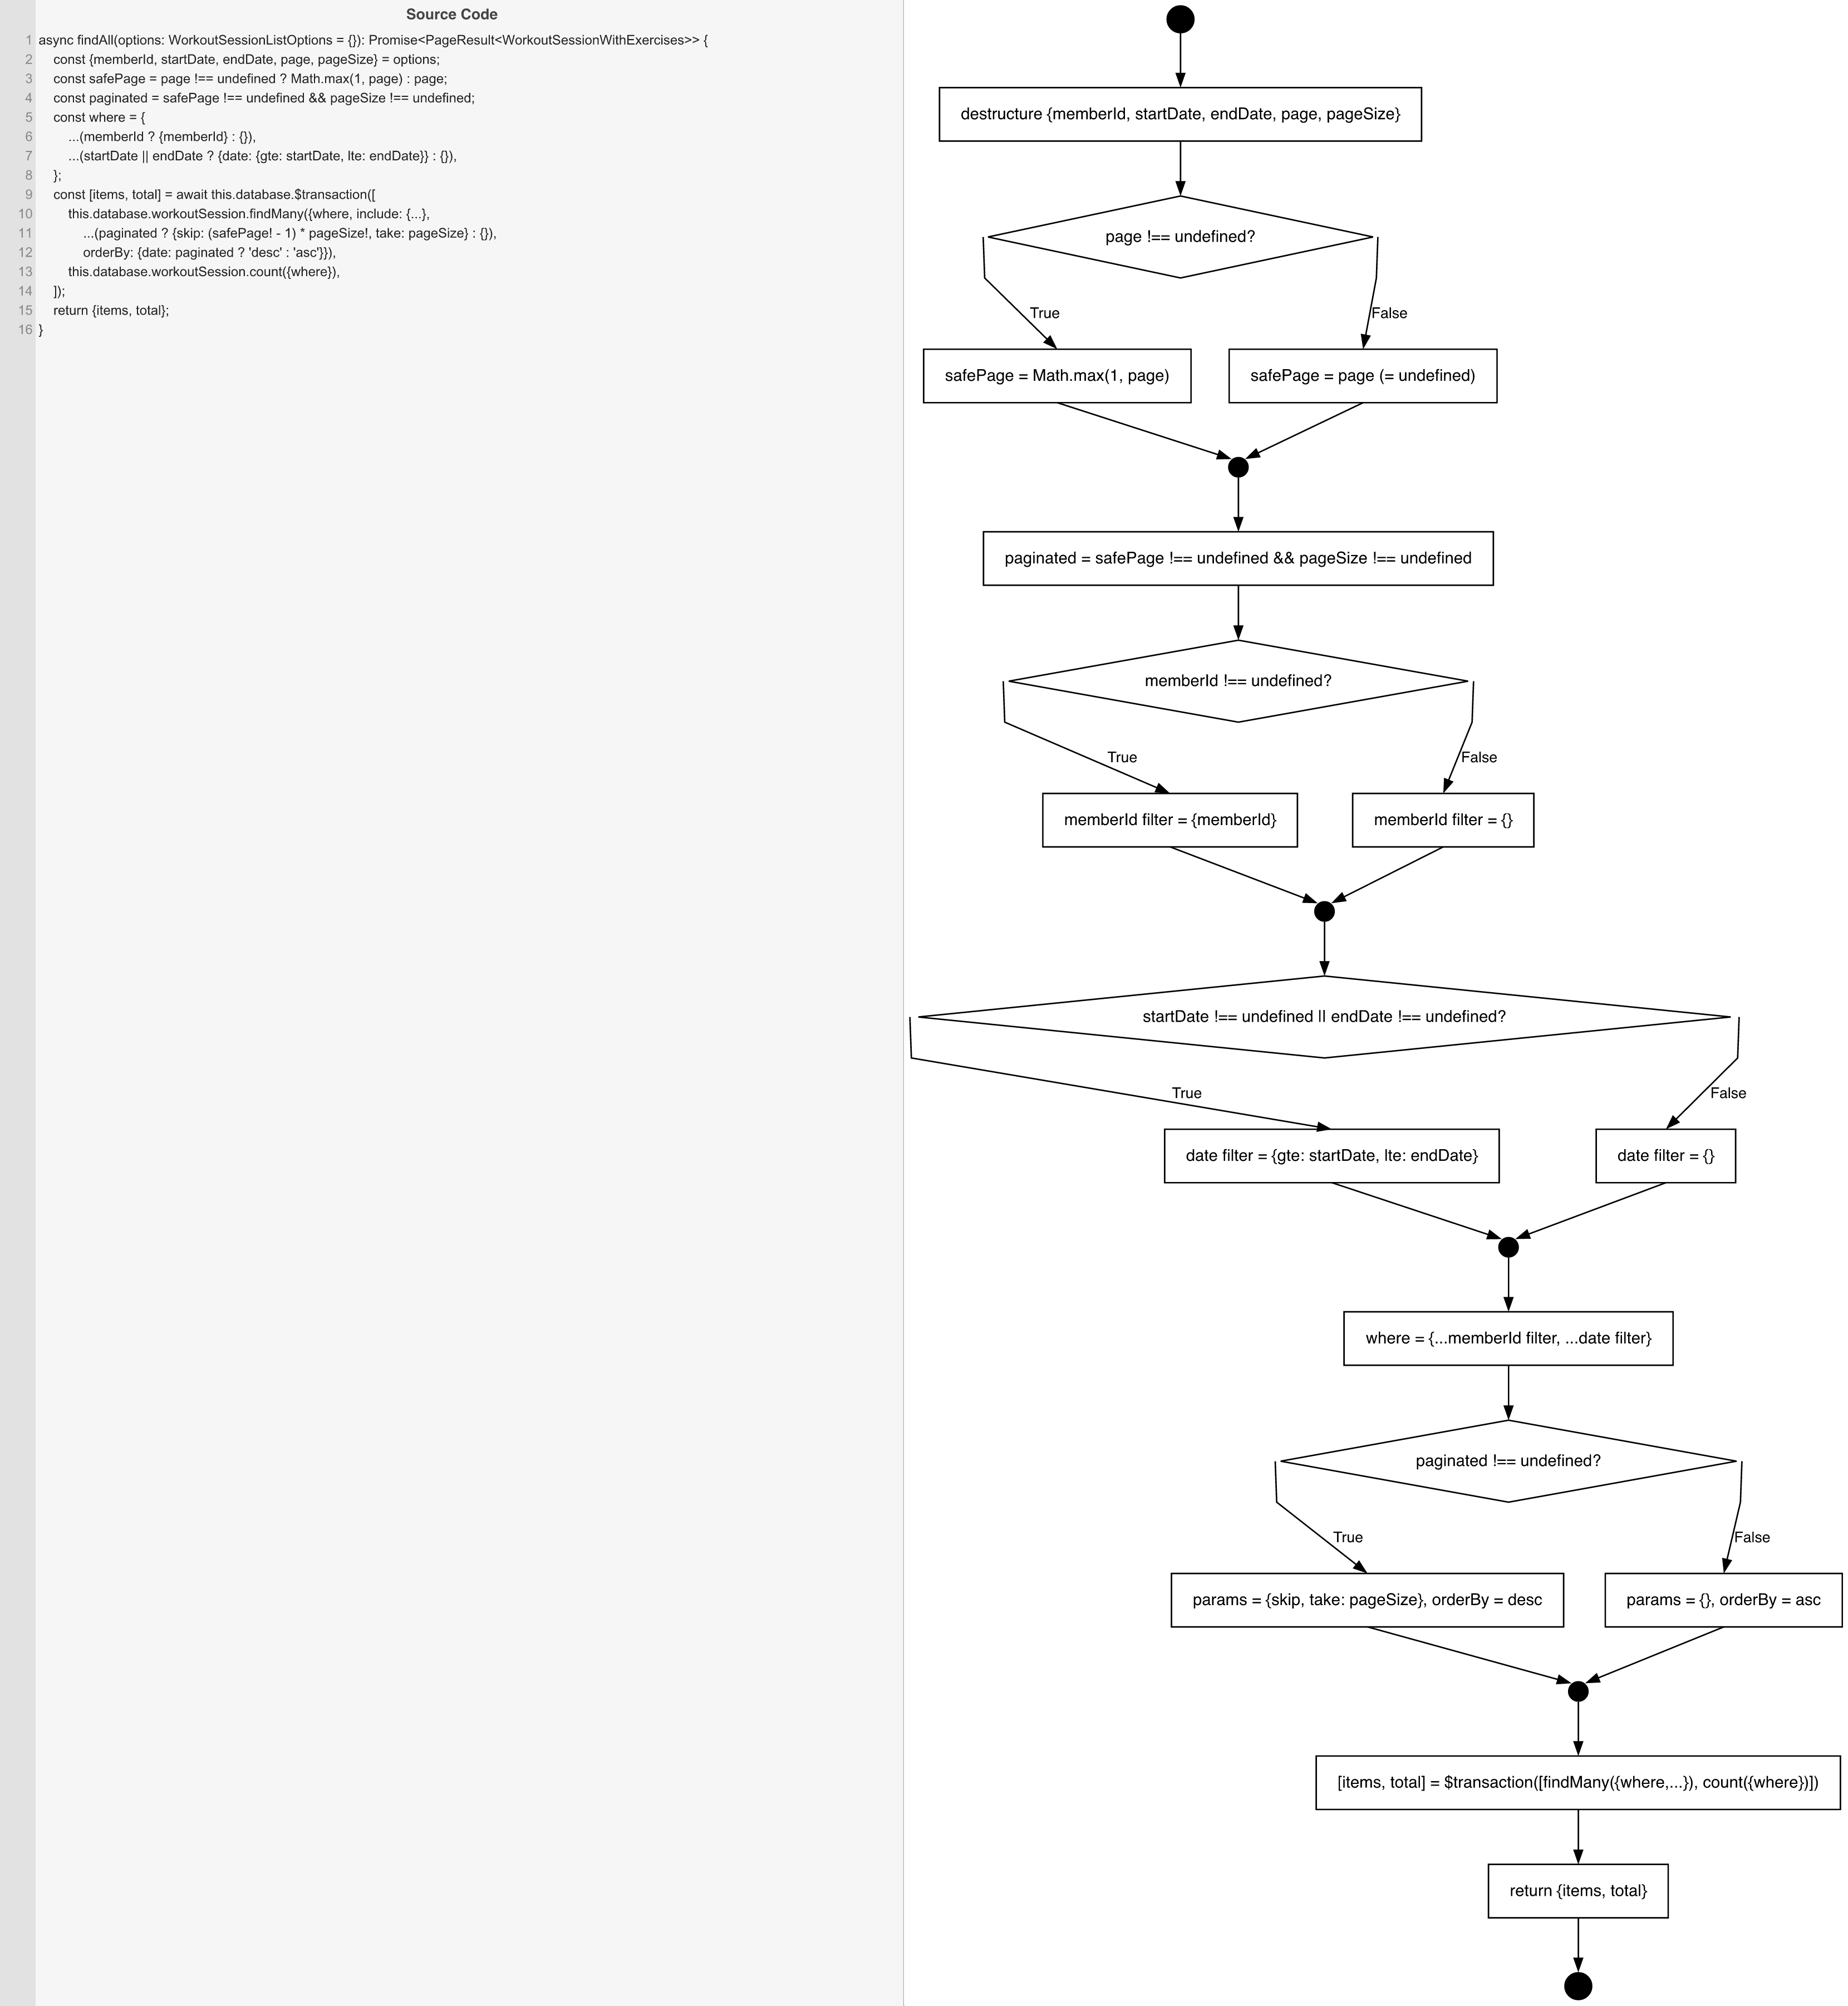 Source Code
1 async findAll(options: WorkoutSessionListOptions = {}): Promise<PageResult<WorkoutSessionWithExercises>> {
2 const {memberId, startDate, endDate, page, pageSize} = options;
3 const safePage = page !== undefined ? Math.max(1, page) : page;
4 const paginated = safePage !== undefined && pageSize !== undefined;
5 const where = {
6 ...(memberId ? {memberId} : {}),
7 ...(startDate || endDate ? {date: {gte: startDate, lte: endDate}} : {}),
8 };
9 const [items, total] = await this.database.$transaction([
10 this.database.workoutSession.findMany({where, include: {...},
11 ...(paginated ? {skip: (safePage! - 1) * pageSize!, take: pageSize} : {}),
12 orderBy: {date: paginated ? 'desc' : 'asc'}}),
13 this.database.workoutSession.count({where}),
14 ]);
15 return {items, total};
16 }
destructure {memberId, startDate, endDate, page, pageSize}
page !== undefined?
True
False
safePage = Math.max(1, page)
safePage = page (= undefined)
paginated = safePage !== undefined && pageSize !== undefined
memberId !== undefined?
True
False
memberId filter = {memberId}
memberId filter = {}
startDate !== undefined || endDate !== undefined?
True
False
date filter = {gte: startDate, lte: endDate}
date filter = {}
where = {...memberId filter, ...date filter}
paginated !== undefined?
True
False
params = {skip, take: pageSize}, orderBy = desc
params = {}, orderBy = asc
[items, total] = $transaction([findMany({where,...}), count({where})])
return {items, total}